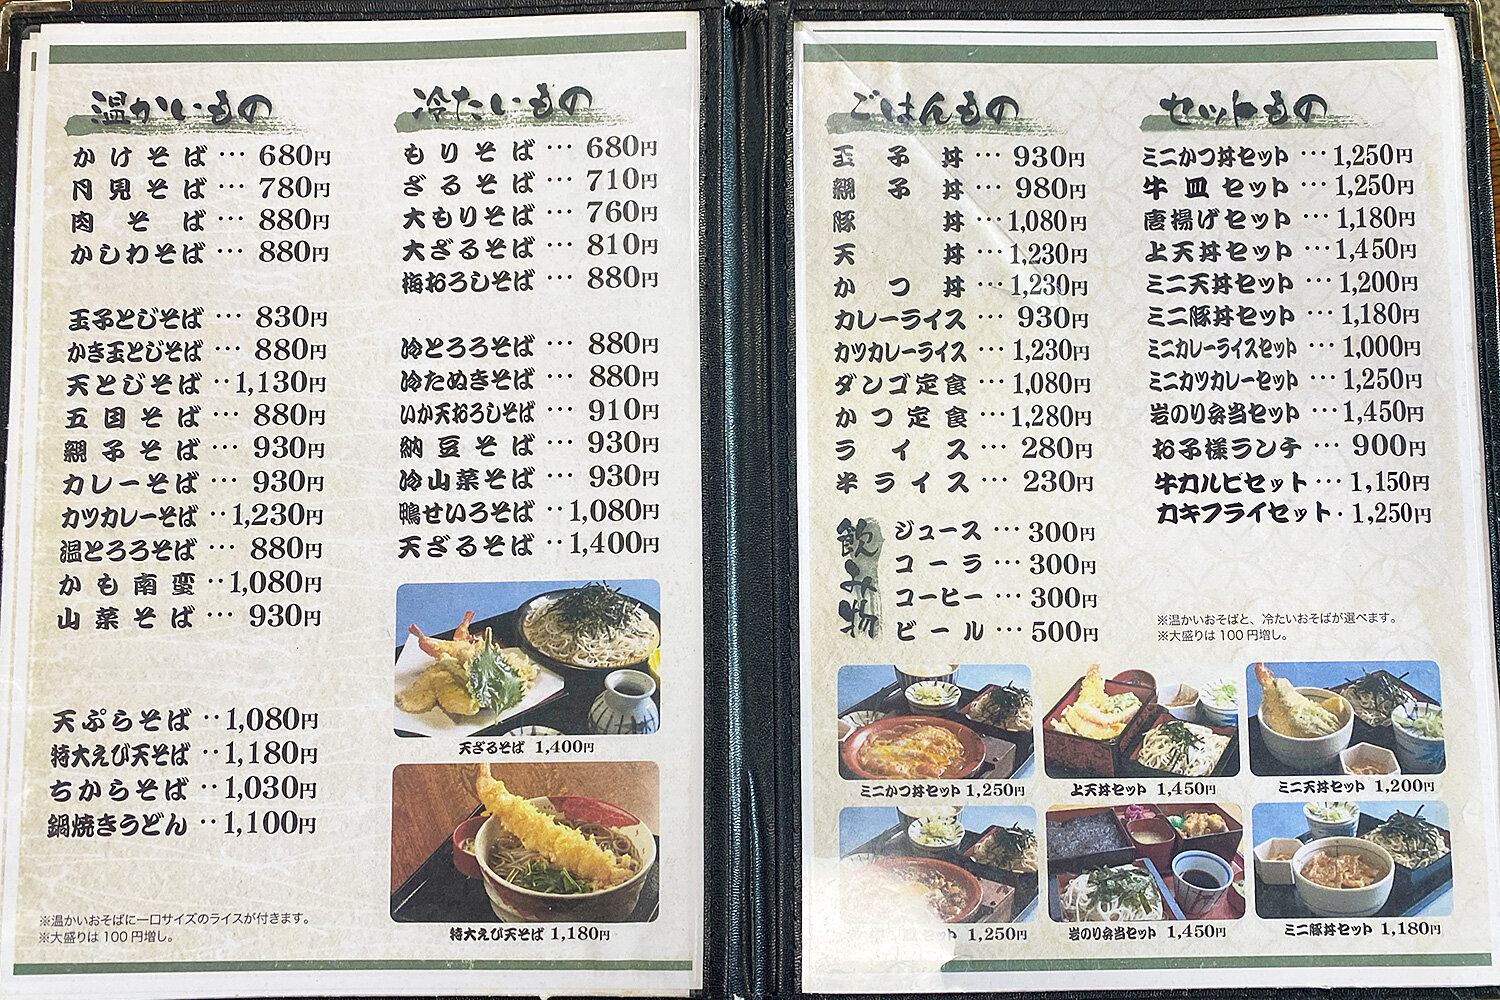 温かいもの
かけそば … 680円
月見そば … 780円
肉そば … 880円
かしわそば … 880円
玉子とじそば … 830円
かき玉とじそば … 880円
天とじそば ‥1,130円
五国そば … 880円
親子そば … 930円
カレーそば … 930円
カツカレーそば ‥1,230円
温とろろそば … 880円
かも南蛮 ‥1,080円
山菜そば … 930円
天ぷらそば ‥1,080円
特大えび天そば ‥1,180円
ちからそば ‥1,030円
鍋焼きうどん ‥1,100円
※温かいおそばに一口サイズのライスが付きます。
※大盛りは100円増し。
冷たいもの
もりそば … 680円
ざるそば … 710円
大もりそば … 760円
大ざるそば … 810円
梅おろしそば … 880円
冷とろろそば … 880円
冷たぬきそば … 880円
いか天おろしそば … 910円
納豆そば … 930円
冷山菜そば … 930円
鴨せいろそば ‥1,080円
天ざるそば ‥1,400円
天ざるそば 1,400円
特大えび天そば 1,180円
ごはんもの
玉子丼 … 930円
親子丼 … 980円
豚丼 …1,080円
天丼 …1,230円
かつ丼 …1,230円
カレーライス … 930円
カツカレーライス …1,230円
ダンゴ定食 …1,080円
かつ定食 …1,280円
ライス … 280円
半ライス … 230円
飲み物
ジュース … 300円
コーラ … 300円
コーヒー … 300円
ビール … 500円
セットもの
ミニかつ丼セット …1,250円
牛皿セット …1,250円
唐揚げセット …1,180円
上天丼セット …1,450円
ミニ天丼セット …1,200円
ミニ豚丼セット …1,180円
ミニカレーライスセット …1,000円
ミニカツカレーセット …1,250円
岩のり弁当セット …1,450円
お子様ランチ … 900円
牛カルビセット …1,150円
カキフライセット・1,250円
※温かいおそばと、冷たいおそばが選べます。
※大盛りは100円増し。
ミニかつ丼セット 1,250円
上天丼セット 1,450円
ミニ天丼セット 1,200円
セット 1,250円
岩のり弁当セット 1,450円
ミニ豚丼セット 1,180円